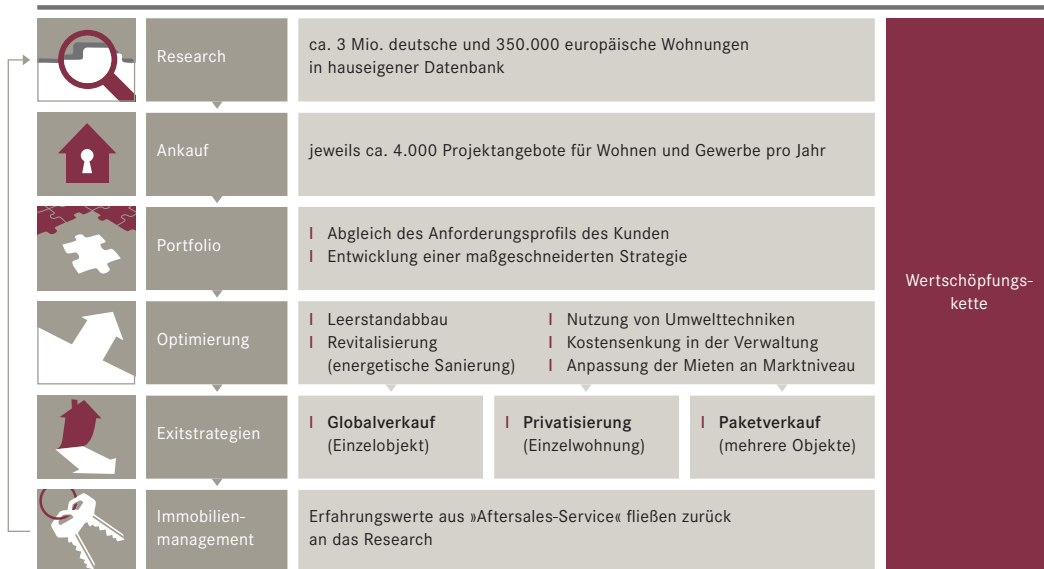 Research
ca. 3 Mio. deutsche und 350.000 europäische Wohnungen
in hauseigener Datenbank
Ankauf
jeweils ca. 4.000 Projektangebote für Wohnen und Gewerbe pro Jahr
Portfolio
I Abgleich des Anforderungsprofils des Kunden
I Entwicklung einer maßgeschneiderten Strategie
Optimierung
I Leerstandabbau
I Revitalisierung
(energetische Sanierung)
I Nutzung von Umwelttechniken
I Kostensenkung in der Verwaltung
I Anpassung der Mieten an Marktniveau
Exitstrategien
I Globalverkauf
(Einzelobjekt)
I Privatisierung
(Einzelwohnung)
I Paketverkauf
(mehrere Objekte)
Immobilien-
management
Erfahrungswerte aus »Aftersales-Service« fließen zurück
an das Research
Wertschöpfungs-
kette